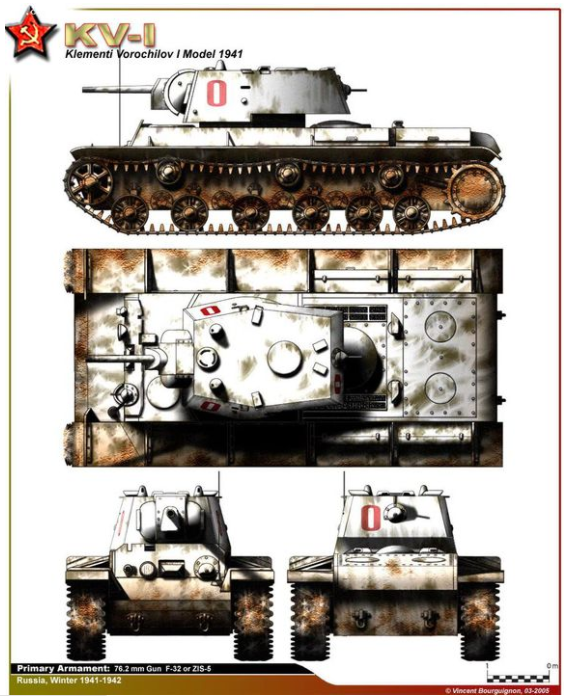 KV-I
Klementi Vorochilov I Model 1941
0
0
0
0
0
Primary Armament: 76.2 mm Gun F-32 or ZIS-5
Russia, Winter 1941-1942
1 0m
© Vincent Bourguignon, 03-2005